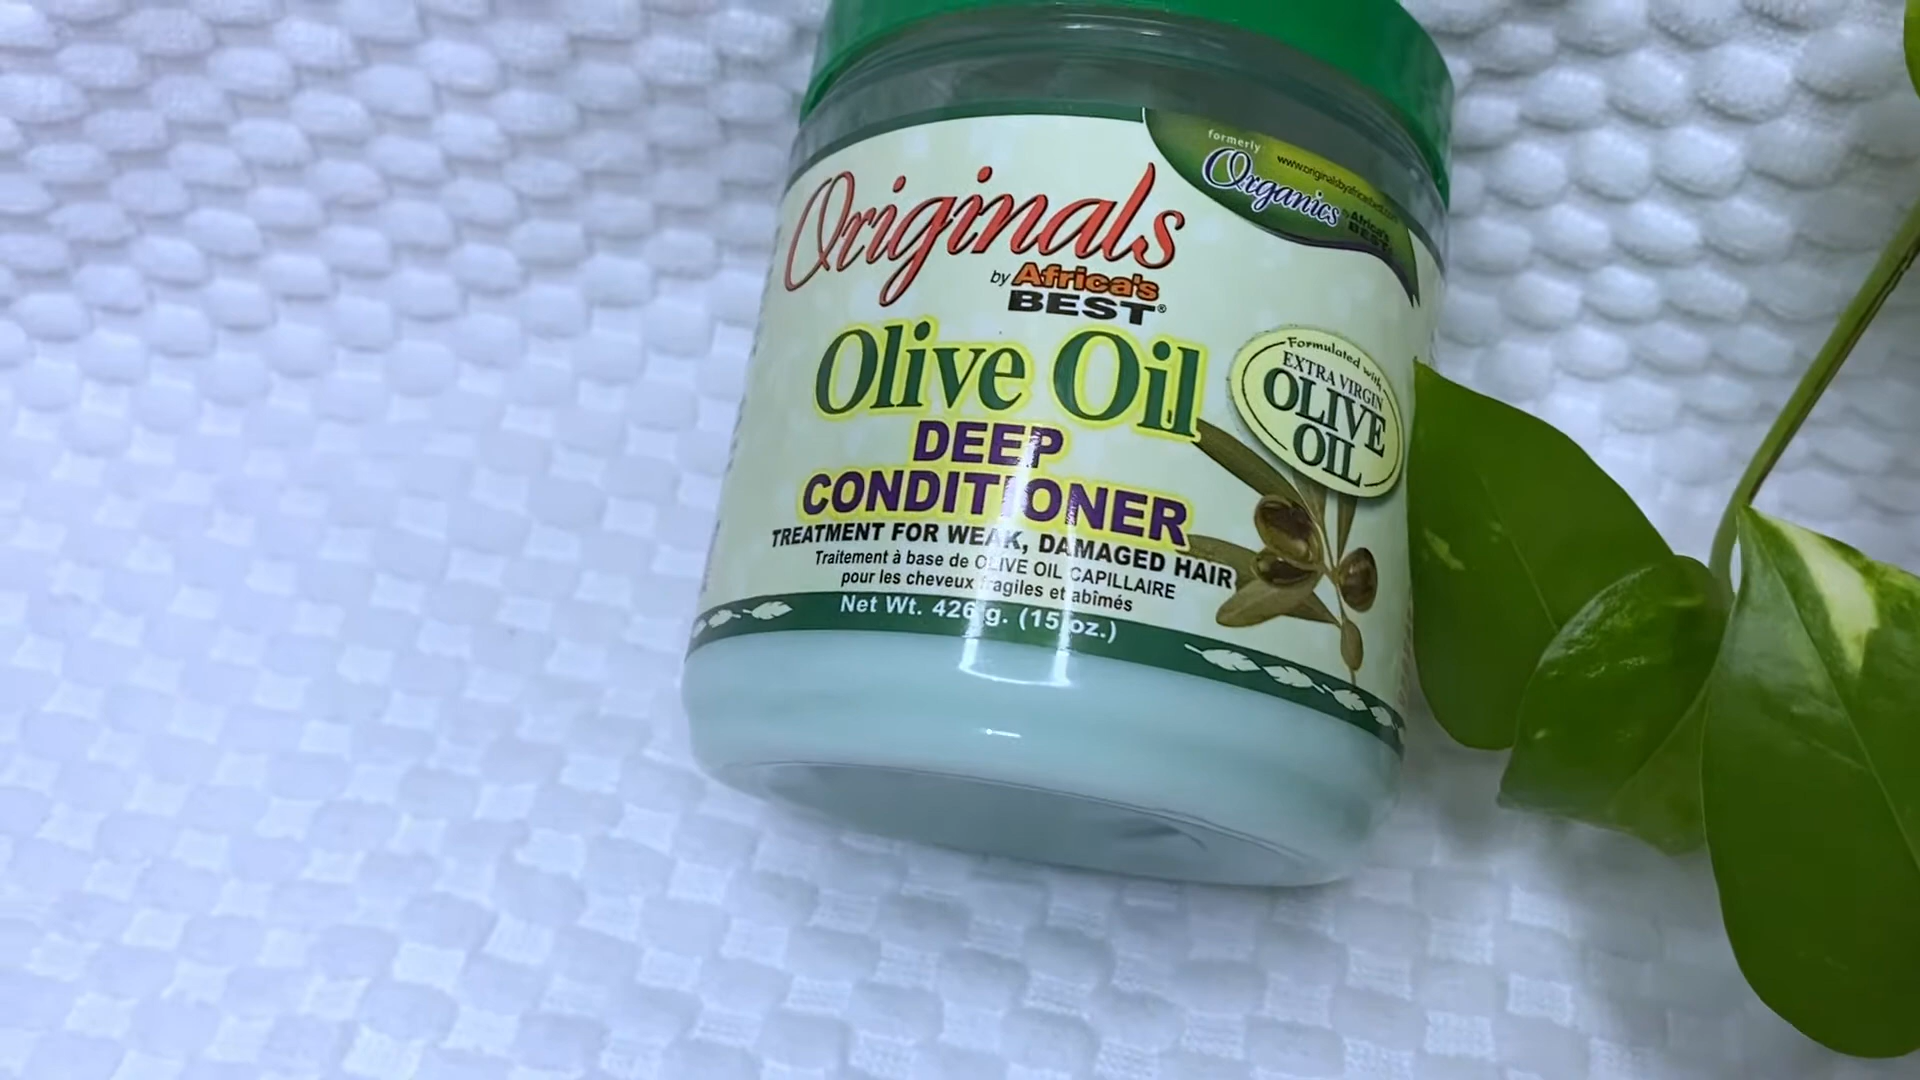 formerly
Organics
www.originalsbyafricasbest.com
by Africa's
BEST
Originals
by Africa's
BEST®
Olive Oil
DEEP
CONDITIONER
TREATMENT FOR WEAK, DAMAGED HAIR
Traitement à base de OLIVE OIL CAPILLAIRE
pour les cheveux fragiles et abîmés
Net Wt. 426 g. (15 oz.)
Formulated with
EXTRA VIRGIN
OLIVE
OIL